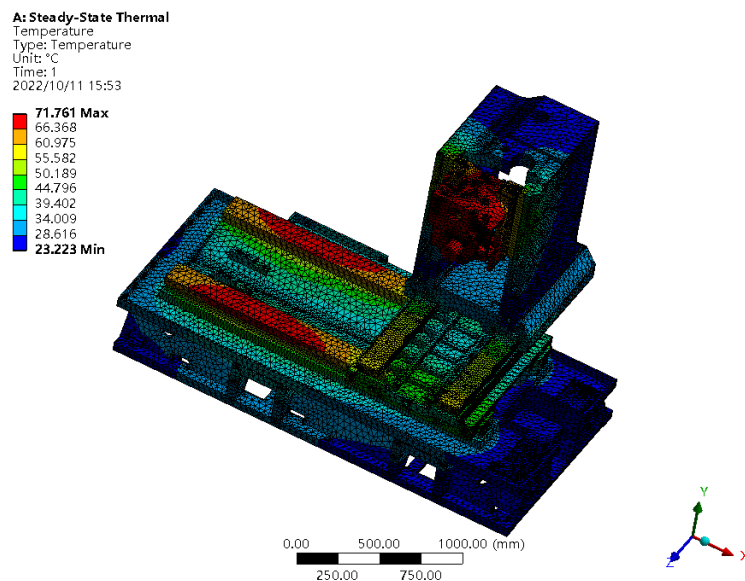 A: Steady-State Thermal
Temperature
Type: Temperature
Unit: °C
Time: 1
2022/10/11 15:53
71.761 Max
66.368
60.975
55.582
50.189
44.796
39.402
34.009
28.616
23.223 Min
0.00 500.00 1000.00 (mm)
250.00 750.00
Y
X
Z